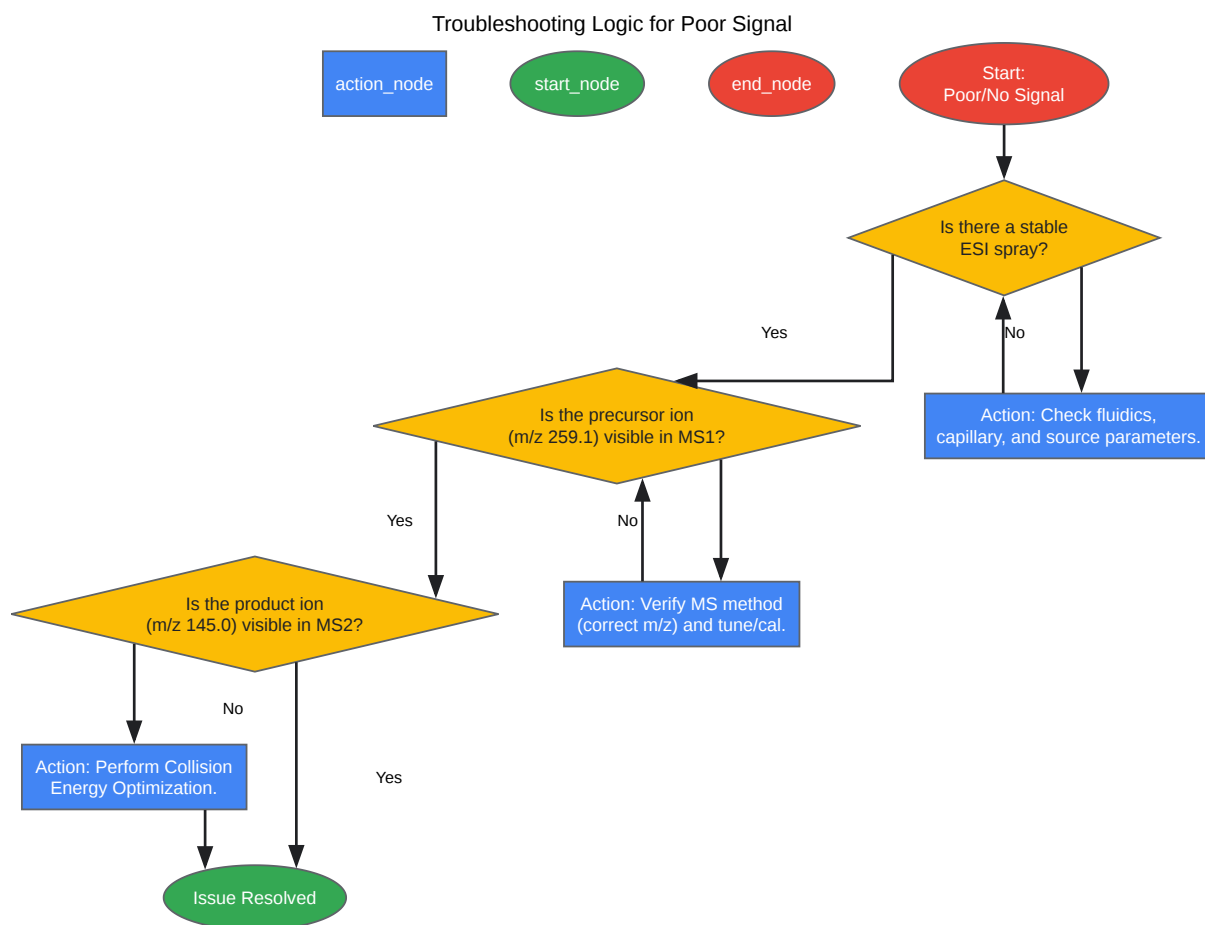 Troubleshooting Logic for Poor Signal
action_node
start_node
end_node
Start:
Poor/No Signal
Is there a stable
ESI spray?
Yes
No
Action: Check fluidics,
capillary, and source parameters.
Is the precursor ion
(m/z 259.1) visible in MS1?
Yes
No
Action: Verify MS method
(correct m/z) and tune/cal.
Is the product ion
(m/z 145.0) visible in MS2?
No
Yes
Action: Perform Collision
Energy Optimization.
Issue Resolved